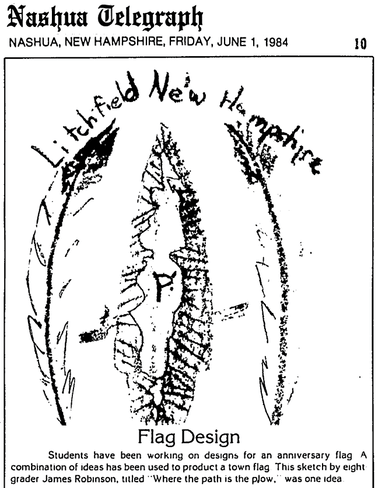 Nashua Telegraph
NASHUA, NEW HAMPSHIRE, FRIDAY, JUNE 1, 1984 10
Litchfield New Hampshire
P.
Flag Design
Students have been working on designs for an anniversary flag A
combination of ideas has been used to product a town flag This sketch by eight
grader James Robinson, titled "Where the path is the plow," was one idea